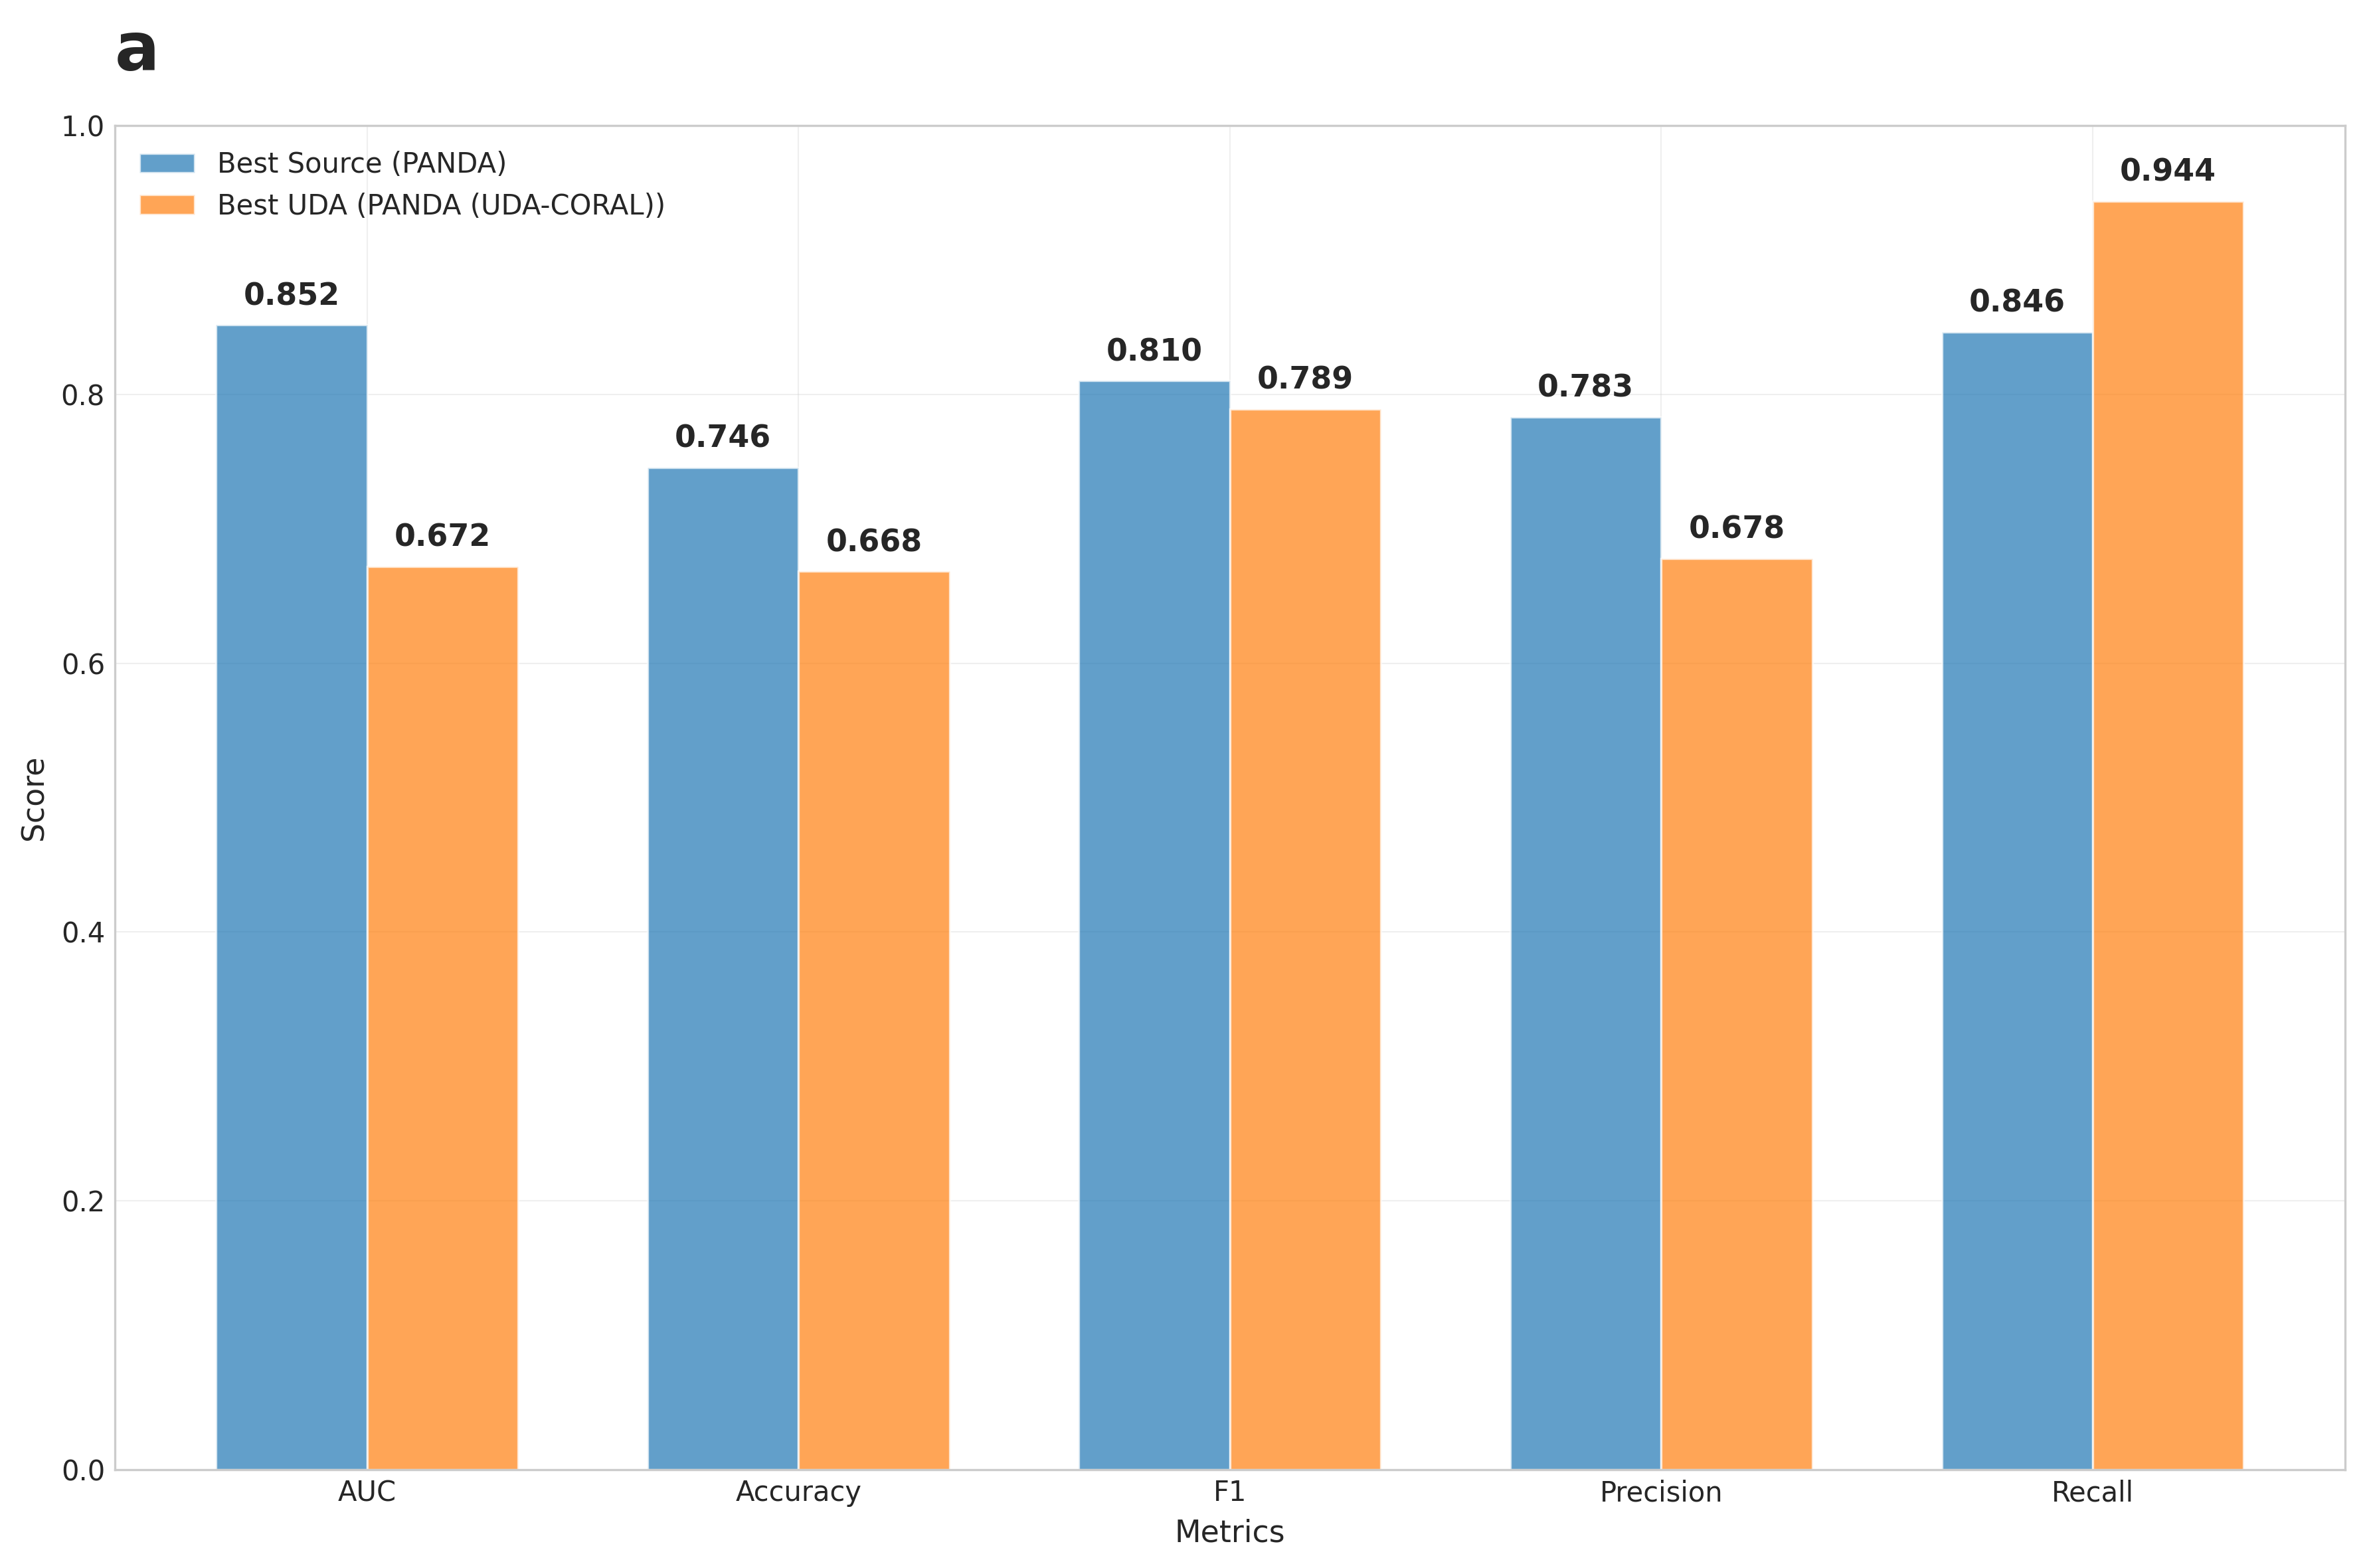 a
1.0
Best Source (PANDA)
Best UDA (PANDA (UDA-CORAL))
0.944
0.852
0.846
0.810
0.789
0.783
0.8
0.746
0.672
0.668
0.678
0.6
Score
0.4
0.2
0.0
AUC Accuracy F1 Precision Recall
Metrics